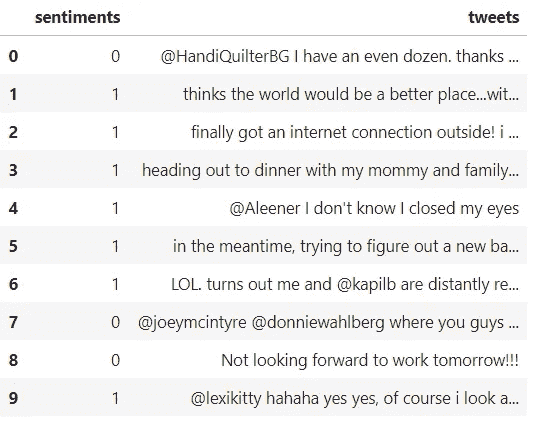 sentiments tweets
0 0 @HandiQuilterBG I have an even dozen. thanks ...
1 1 thinks the world would be a better place...wit...
2 1 finally got an internet connection outside! i ...
3 1 heading out to dinner with my mommy and family...
4 1 @Aleener I don't know I closed my eyes
5 1 in the meantime, trying to figure out a new ba...
6 1 LOL. turns out me and @kapilb are distantly re...
7 0 @joeymcintyre @donniewahlberg where you guys ...
8 0 Not looking forward to work tomorrow!!!
9 1 @lexikitty hahaha yes yes, of course i look a...